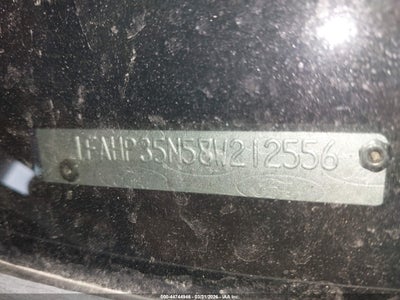 1FAHP35N58W212556
000-44744948 - 03/31/2026 - IAA Inc.